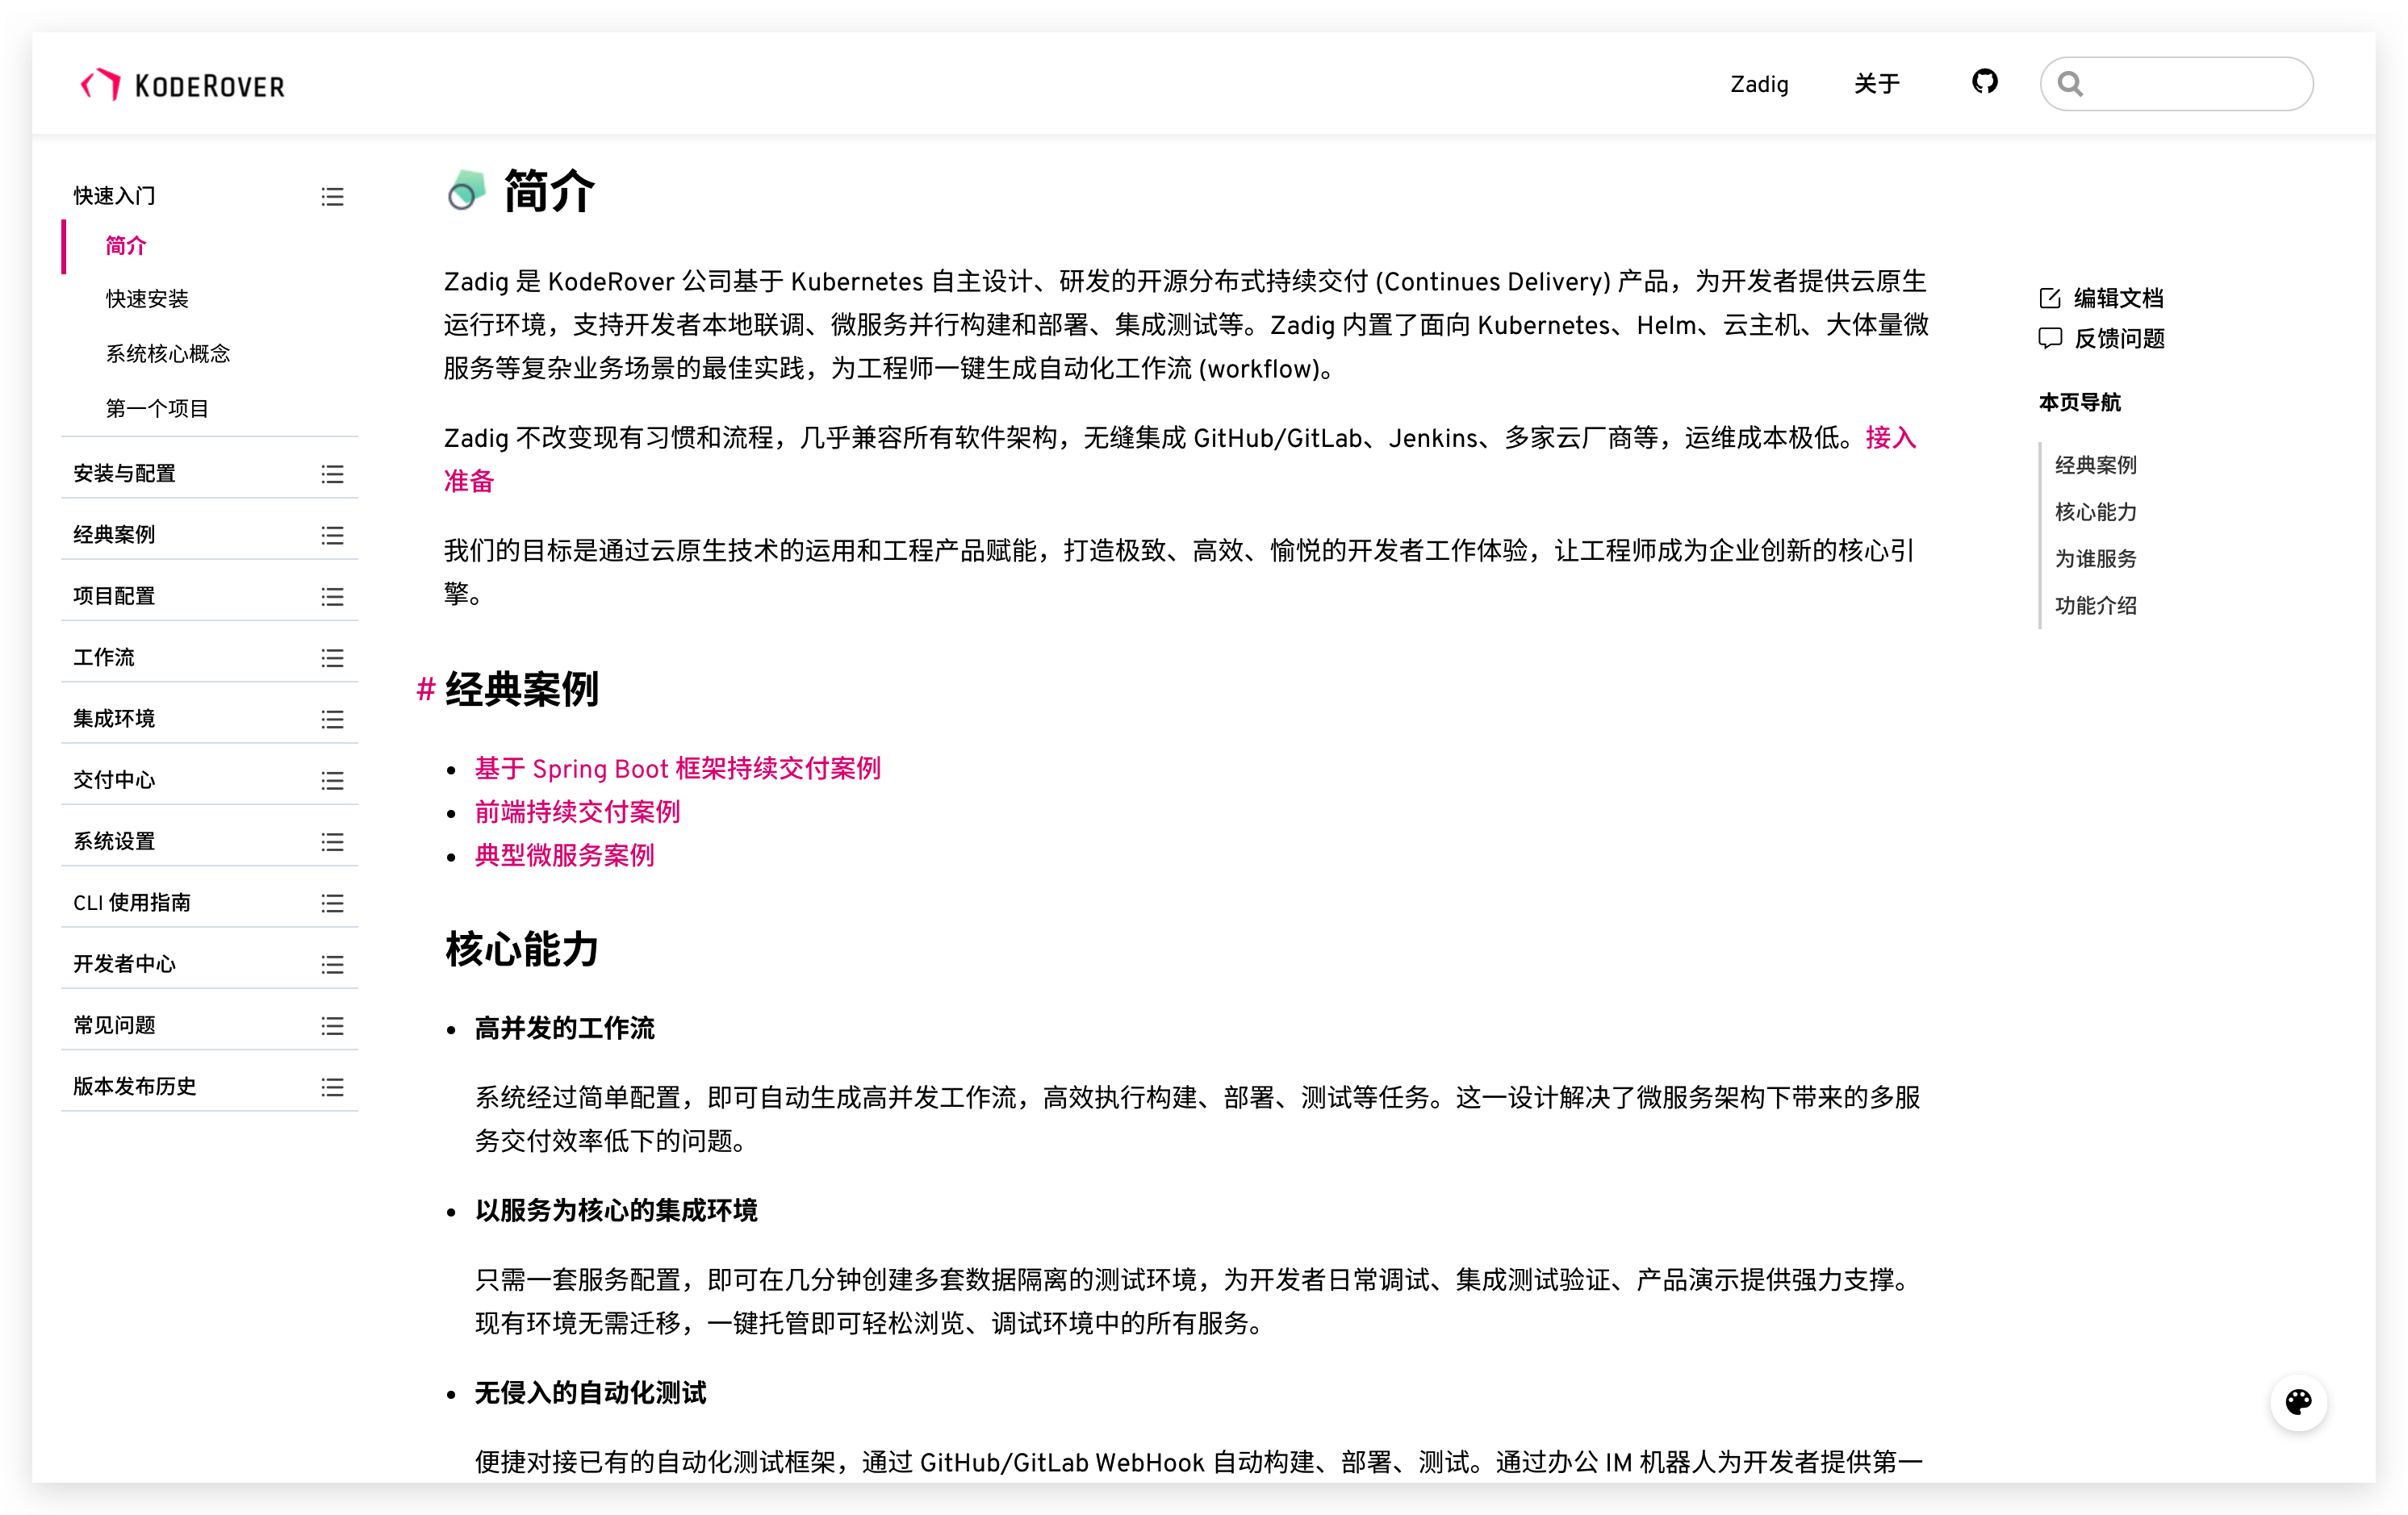 KODEROVER
Zadig
关于
快速入门
简介
快速安装
系统核心概念
第一个项目
安装与配置
经典案例
项目配置
工作流
集成环境
交付中心
系统设置
CLI 使用指南
开发者中心
常见问题
版本发布历史
简介
Zadig 是 KodeRover 公司基于 Kubernetes 自主设计、研发的开源分布式持续交付 (Continues Delivery) 产品，为开发者提供云原生
运行环境，支持开发者本地联调、微服务并行构建和部署、集成测试等。Zadig 内置了面向 Kubernetes、Helm、云主机、大体量微
服务等复杂业务场景的最佳实践，为工程师一键生成自动化工作流 (workflow)。
Zadig 不改变现有习惯和流程，几乎兼容所有软件架构，无缝集成 GitHub/GitLab、Jenkins、多家云厂商等，运维成本极低。接入
准备
我们的目标是通过云原生技术的运用和工程产品赋能，打造极致、高效、愉悦的开发者工作体验，让工程师成为企业创新的核心引
擎。
# 经典案例
基于 Spring Boot 框架持续交付案例
前端持续交付案例
典型微服务案例
核心能力
高并发的工作流
系统经过简单配置，即可自动生成高并发工作流，高效执行构建、部署、测试等任务。这一设计解决了微服务架构下带来的多服
务交付效率低下的问题。
以服务为核心的集成环境
只需一套服务配置，即可在几分钟创建多套数据隔离的测试环境，为开发者日常调试、集成测试验证、产品演示提供强力支撑。
现有环境无需迁移，一键托管即可轻松浏览、调试环境中的所有服务。
无侵入的自动化测试
便捷对接已有的自动化测试框架，通过 GitHub/GitLab WebHook 自动构建、部署、测试。通过办公 IM 机器人为开发者提供第一
编辑文档
反馈问题
本页导航
经典案例
核心能力
为谁服务
功能介绍